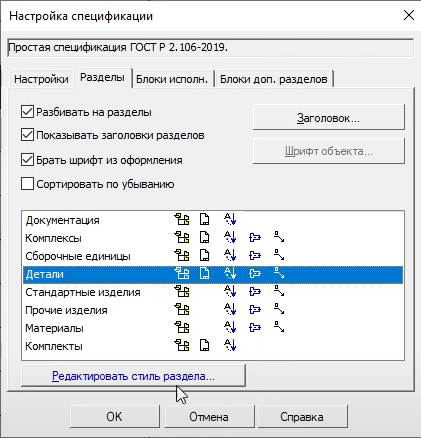 Настройка спецификации
Простая спецификация ГОСТ Р 2.106-2019.
Настройки Разделы Блоки исполн. Блоки доп. разделов
Разбивать на разделы
Заголовок...
Показывать заголовки разделов
Шрифт объекта...
Брать шрифт из оформления
Сортировать по убыванию
Документация
Комплексы
Сборочные единицы
Детали
Стандартные изделия
Прочие изделия
Материалы
Комплекты
Редактировать стиль раздела...
ОК Отмена Справка